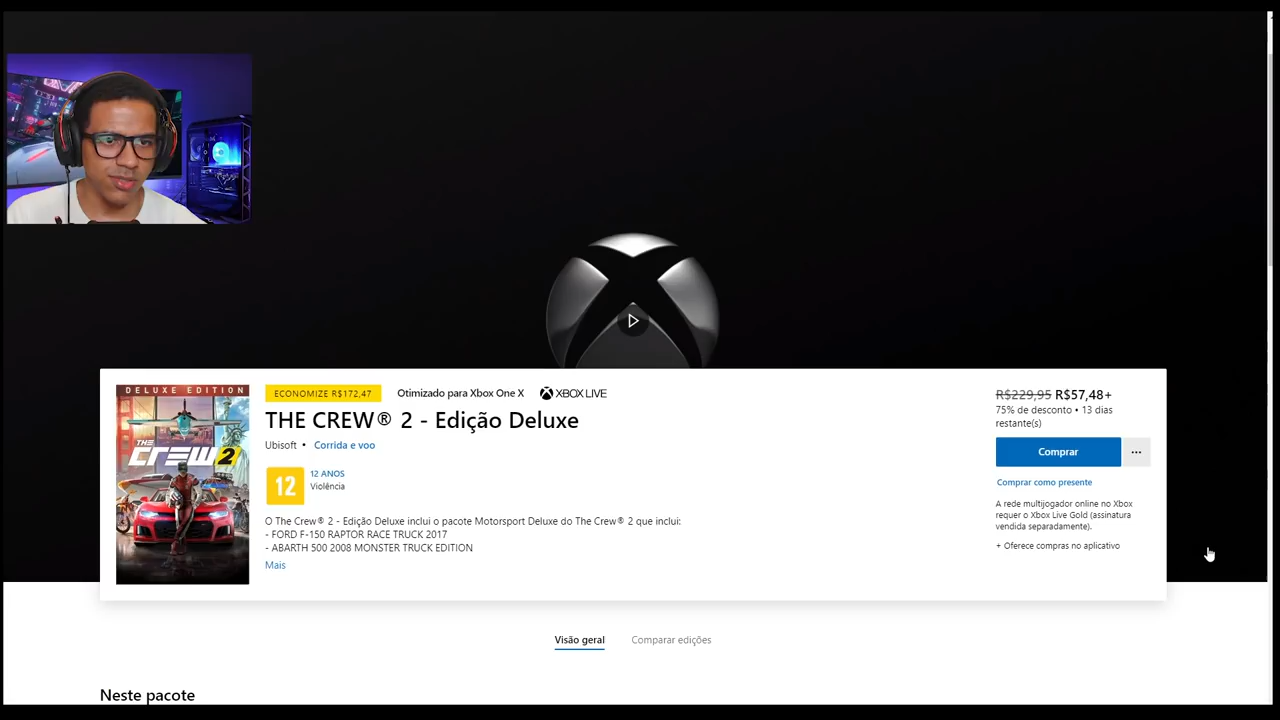 ECONOMIZE R$172,47
Otimizado para Xbox One X
XBOX LIVE
R$229,95 R$57,48+
THE CREW® 2 - Edição Deluxe
75% de desconto • 13 dias
restante(s)
Ubisoft • Corrida e voo
Comprar
...
12
12 ANOS
Violência
Comprar como presente
A rede multijogador online no Xbox
requer o Xbox Live Gold (assinatura
vendida separadamente).
O The Crew® 2 - Edição Deluxe inclui o pacote Motorsport Deluxe do The Crew® 2 que inclui:
- FORD F-150 RAPTOR RACE TRUCK 2017
- ABARTH 500 2008 MONSTER TRUCK EDITION
+ Oferece compras no aplicativo
Mais
DELUXE EDITION
THE
CREW 2
Visão geral
Comparar edições
Neste pacote